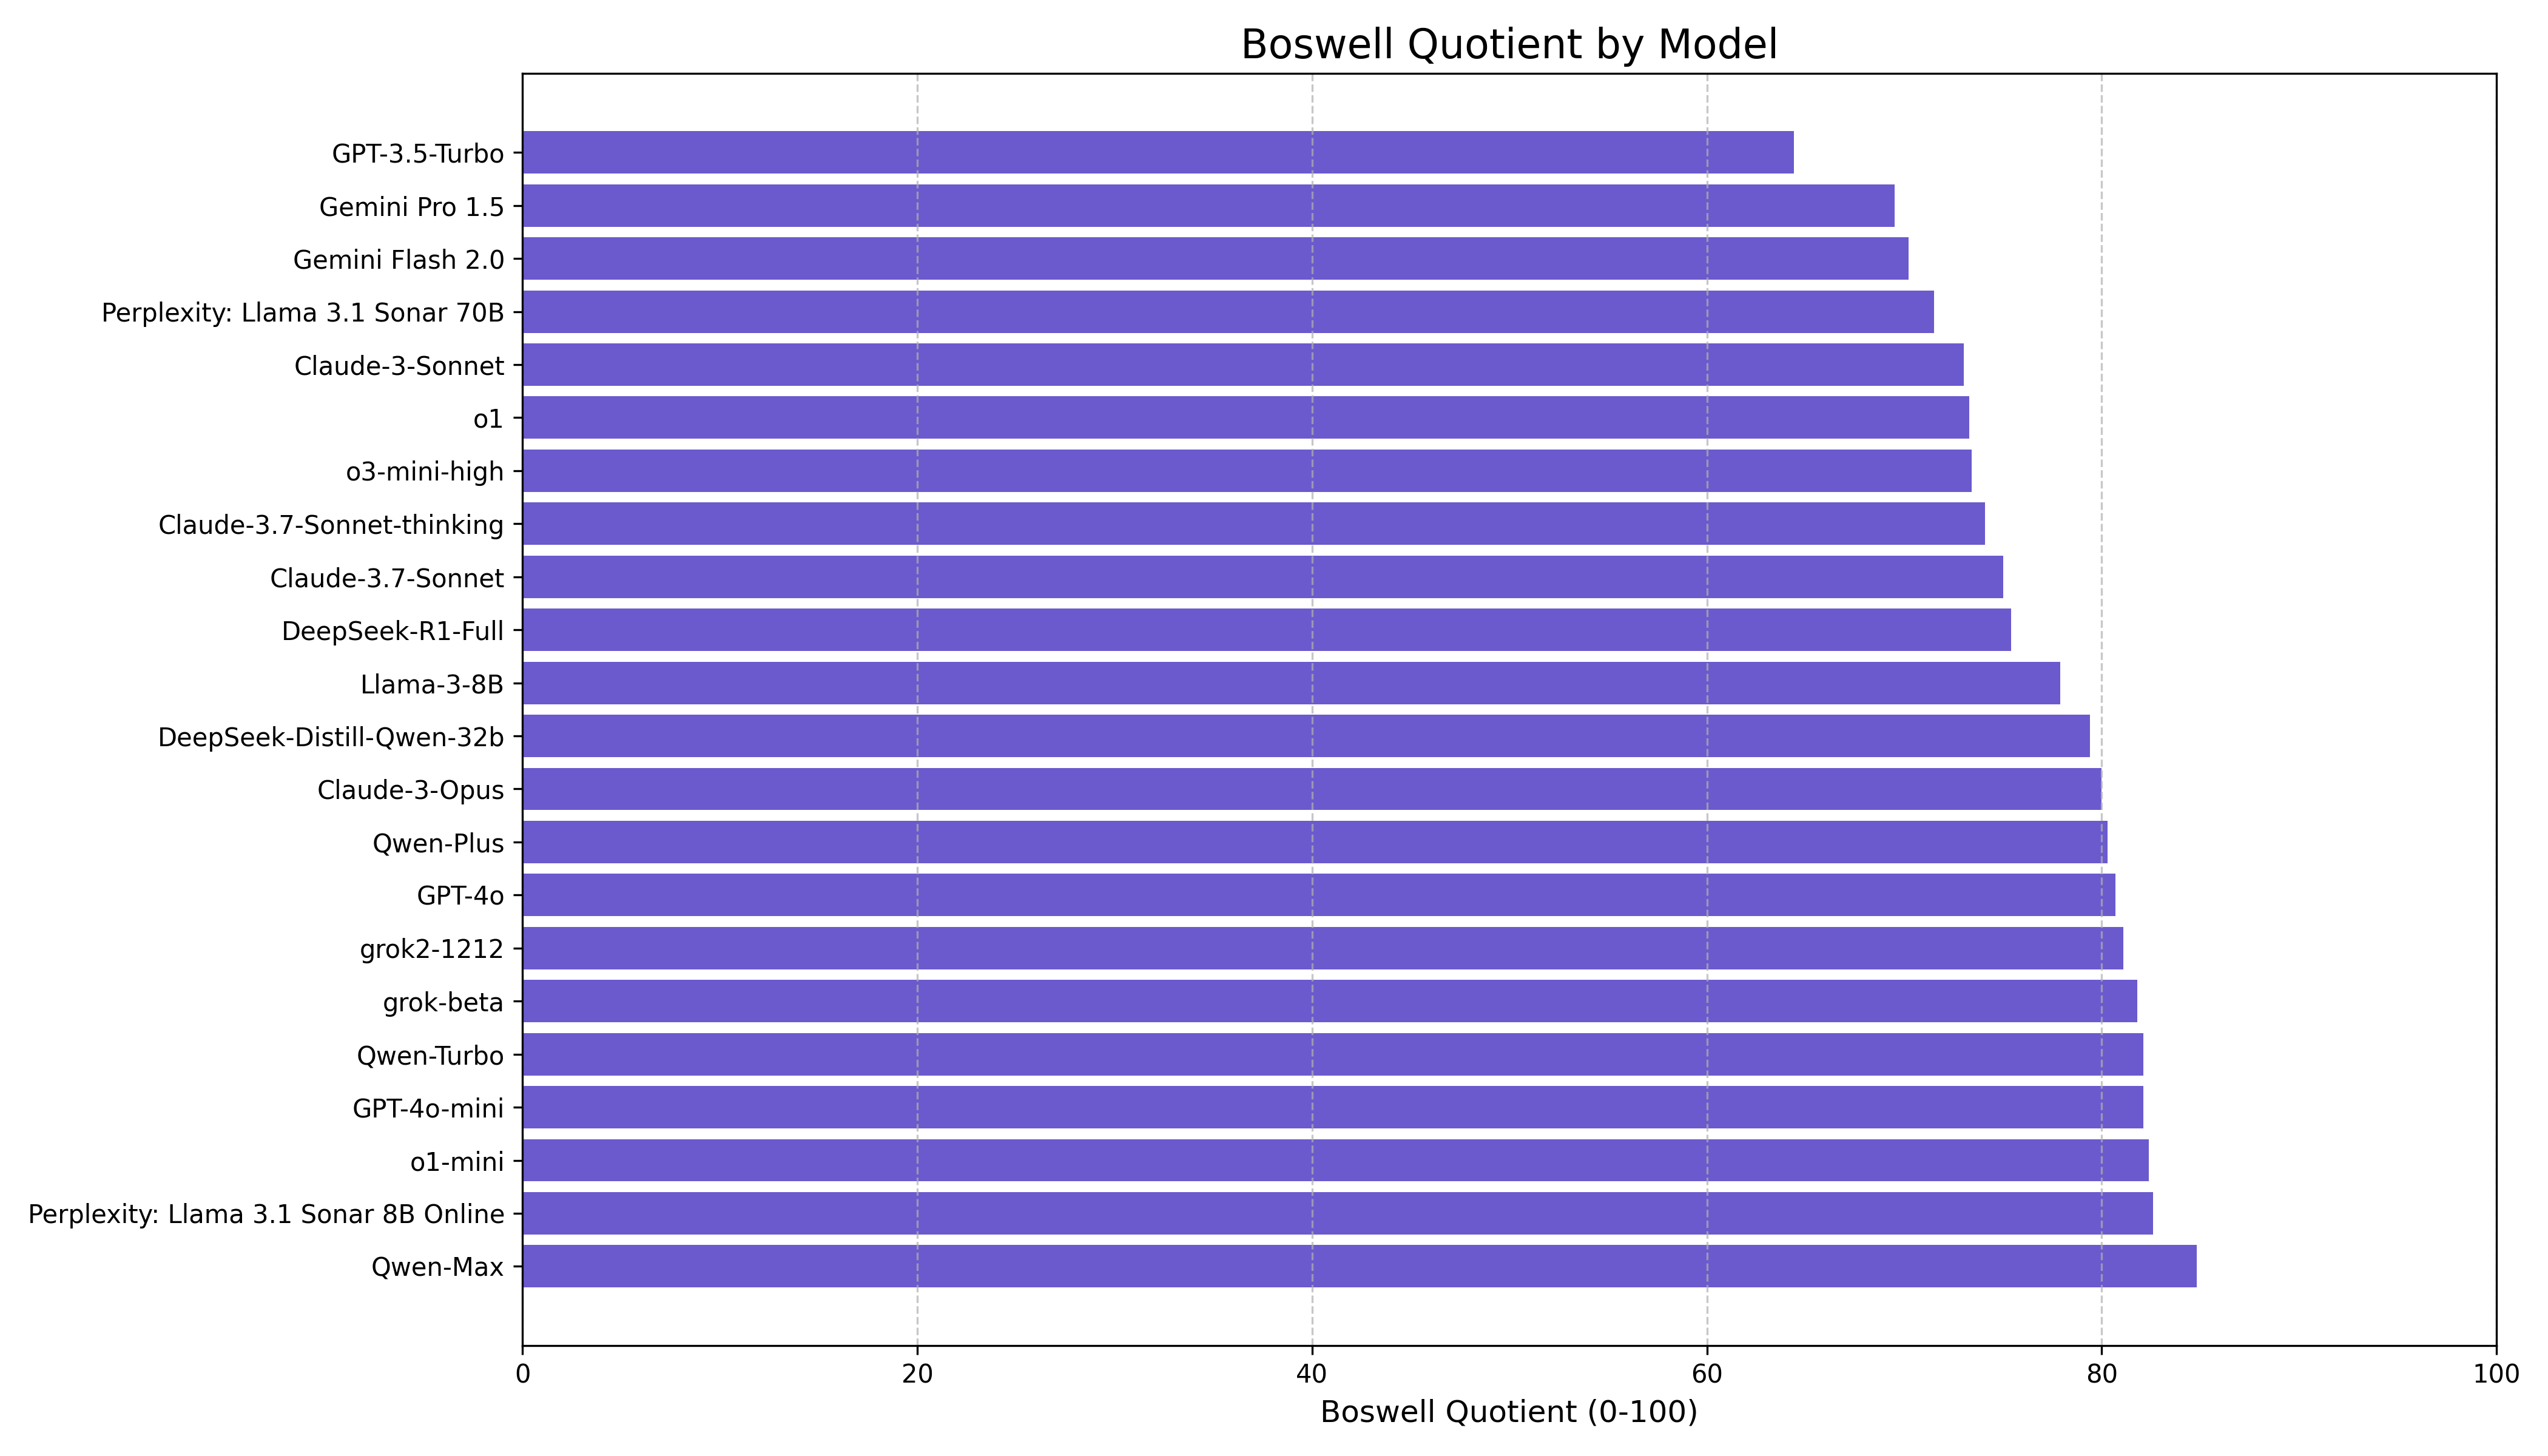 Boswell Quotient by Model
GPT-3.5-Turbo
Gemini Pro 1.5
Gemini Flash 2.0
Perplexity: Llama 3.1 Sonar 70B
Claude-3-Sonnet
o1
o3-mini-high
Claude-3.7-Sonnet-thinking
Claude-3.7-Sonnet
DeepSeek-R1-Full
Llama-3-8B
DeepSeek-Distill-Qwen-32b
Claude-3-Opus
Qwen-Plus
GPT-4o
grok2-1212
grok-beta
Qwen-Turbo
GPT-4o-mini
o1-mini
Perplexity: Llama 3.1 Sonar 8B Online
Qwen-Max
0 20 40 60 80 100
Boswell Quotient (0-100)